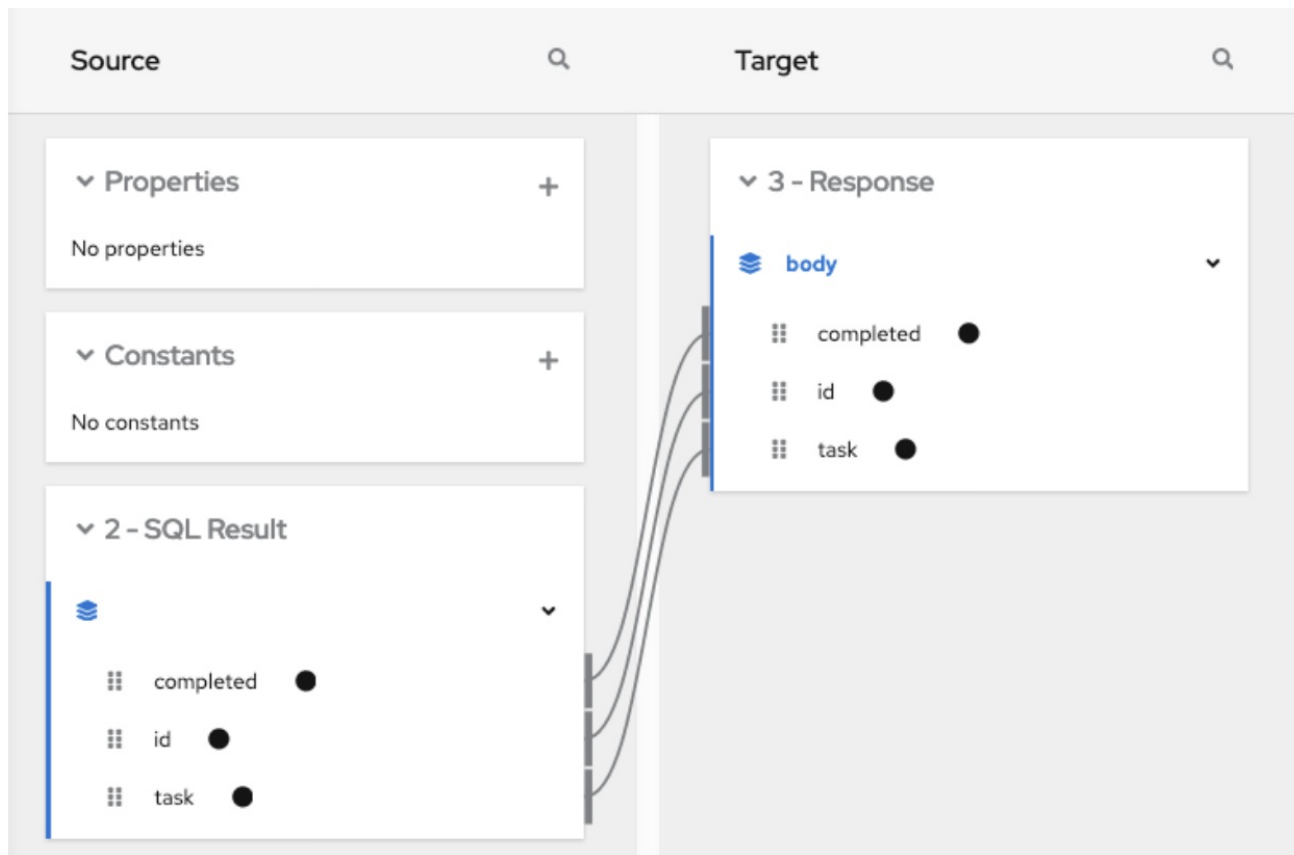 Source
Properties
No properties
Constants
No constants
2 - SQL Result
completed
id
task
Target
3 - Response
body
completed
id
task